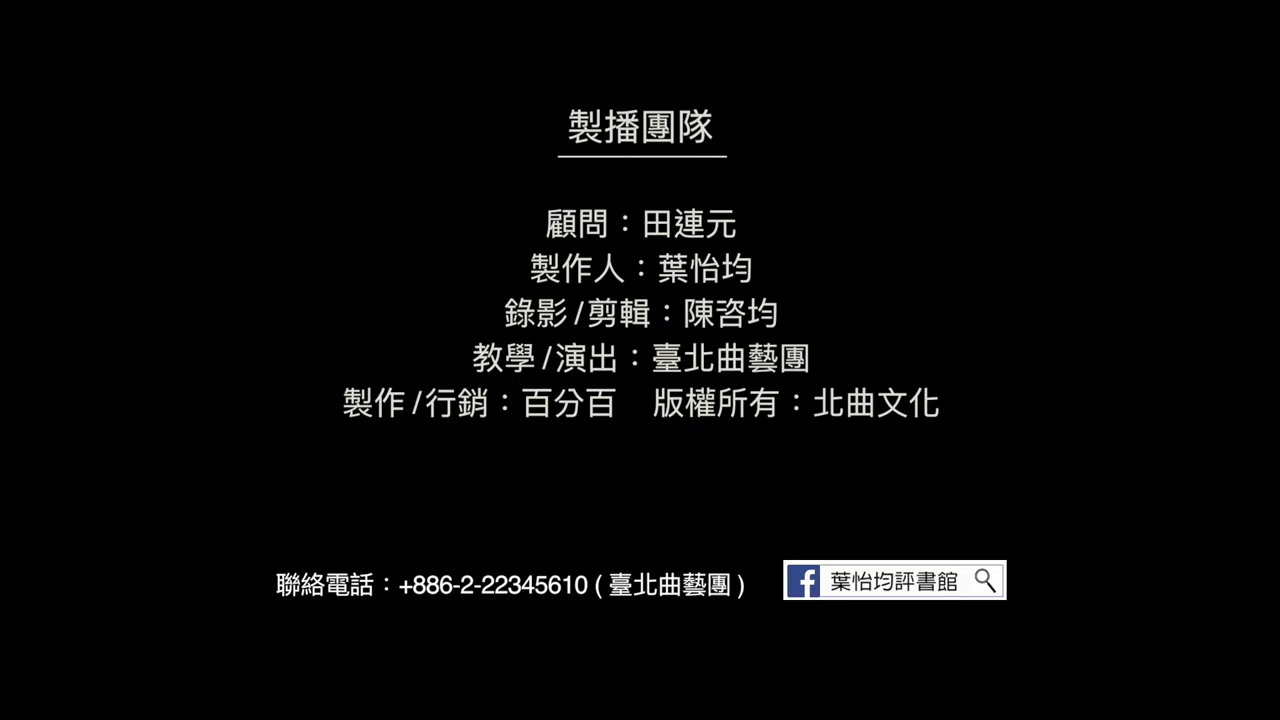 製播團隊
顧問：田連元
製作人：葉怡均
錄影/剪輯：陳咨均
教學/演出：臺北曲藝團
製作/行銷：百分百　版權所有：北曲文化
聯絡電話：+886-2-22345610 ( 臺北曲藝團 )　葉怡均評書館